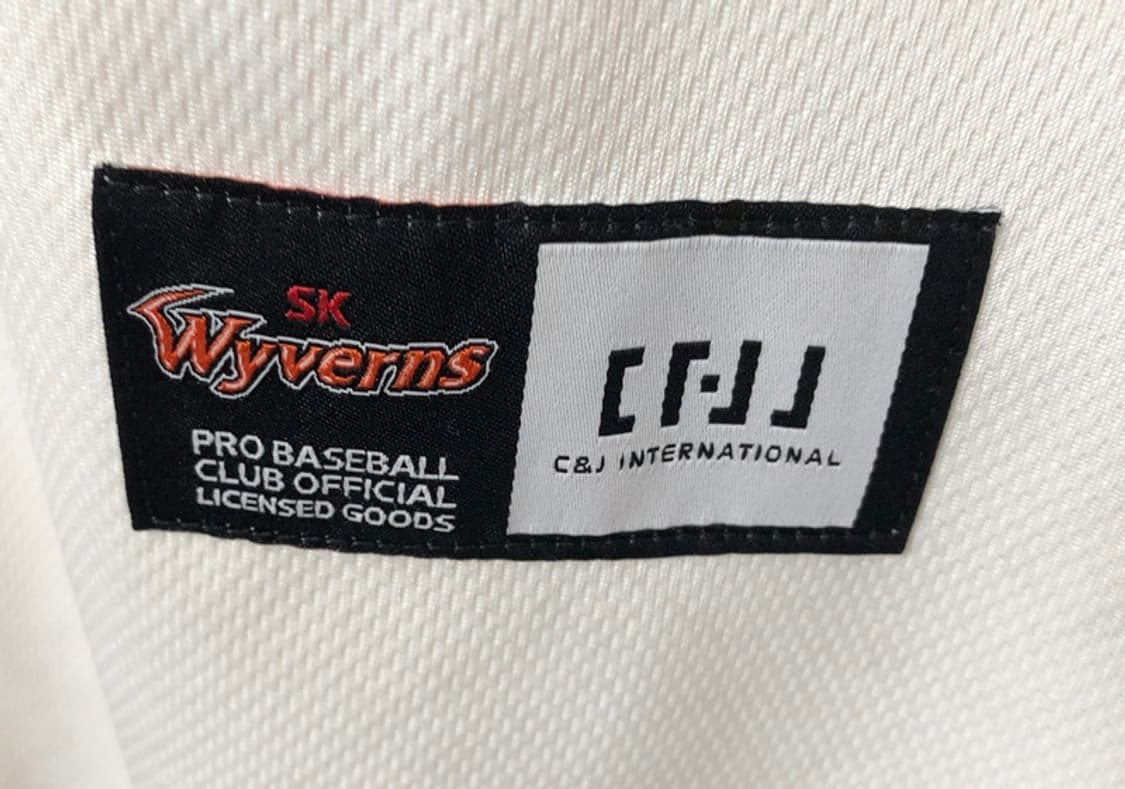 SK
Wyverns
PRO BASEBALL
CLUB OFFICIAL
LICENSED GOODS
C&J
C&J INTERNATIONAL